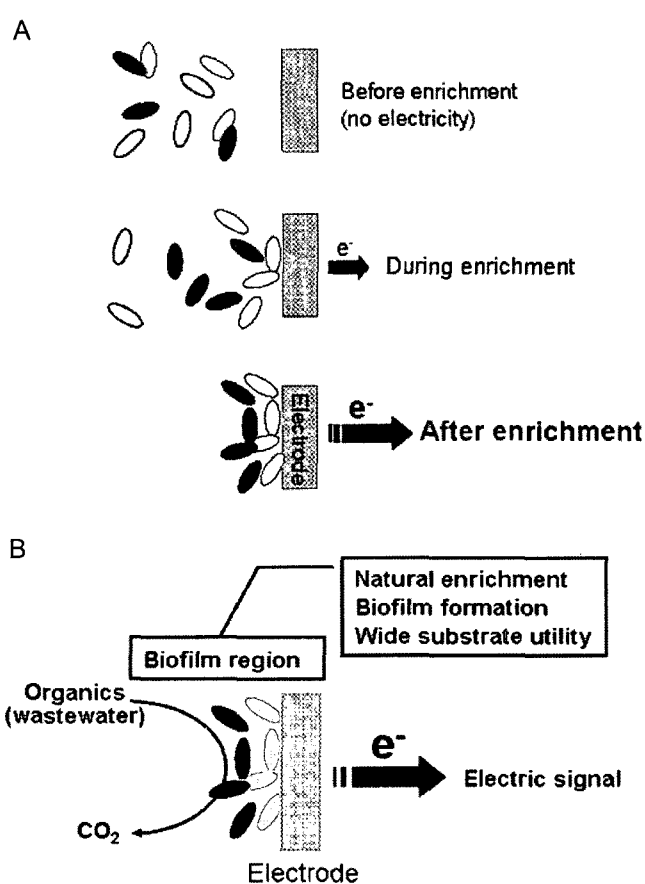 A
Before enrichment
(no electricity)
e-
During enrichment
Electrode
e-
After enrichment
B
Natural enrichment
Biofilm formation
Wide substrate utility
Biofilm region
Organics
(wastewater)
e-
Electric signal
CO2
Electrode